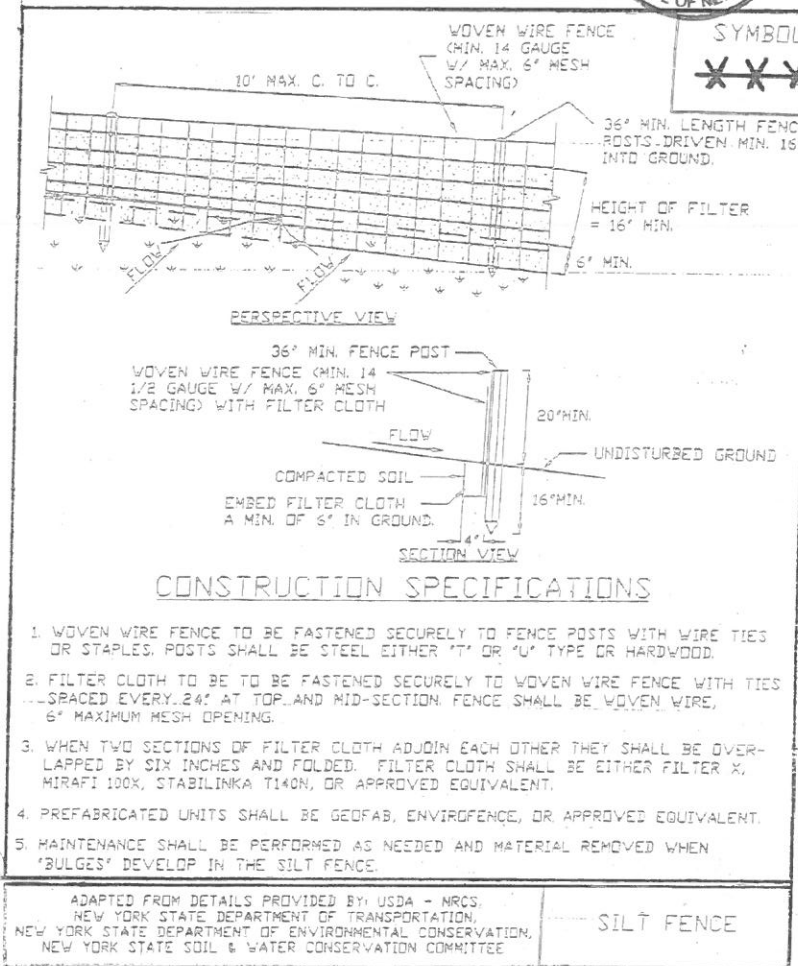 E OF NE
SYMBOL
WOVEN WIRE FENCE
(MIN. 14 GAUGE
W/ MAX. 6" MESH
SPACING)
10' MAX. C. TO C.
36" MIN. LENGTH FENC
POSTS DRIVEN MIN. 16
INTO GROUND.
HEIGHT OF FILTER
= 16" MIN.
6" MIN.
FLOW
FLOW
PERSPECTIVE VIEW
36" MIN. FENCE POST
WOVEN WIRE FENCE (MIN. 14
1/2 GAUGE W/ MAX. 6" MESH
SPACING) WITH FILTER CLOTH
20"MIN.
FLOW
UNDISTURBED GROUND
COMPACTED SOIL
EMBED FILTER CLOTH
A MIN. OF 6" IN GROUND.
16"MIN.
4"
SECTION VIEW
CONSTRUCTION SPECIFICATIONS
1. WOVEN WIRE FENCE TO BE FASTENED SECURELY TO FENCE POSTS WITH WIRE TIES
OR STAPLES. POSTS SHALL BE STEEL EITHER "T" OR "U" TYPE OR HARDWOOD.
2. FILTER CLOTH TO BE TO BE FASTENED SECURELY TO WOVEN WIRE FENCE WITH TIES
SPACED EVERY 24" AT TOP AND MID-SECTION. FENCE SHALL BE WOVEN WIRE,
6" MAXIMUM MESH OPENING.
3. WHEN TWO SECTIONS OF FILTER CLOTH ADJOIN EACH OTHER THEY SHALL BE OVER-
LAPPED BY SIX INCHES AND FOLDED. FILTER CLOTH SHALL BE EITHER FILTER X,
MIRAFI 100X, STABILINKA T140N, OR APPROVED EQUIVALENT.
4. PREFABRICATED UNITS SHALL BE GEOFAB, ENVIROFENCE, OR APPROVED EQUIVALENT.
5. MAINTENANCE SHALL BE PERFORMED AS NEEDED AND MATERIAL REMOVED WHEN
"BULGES" DEVELOP IN THE SILT FENCE.
ADAPTED FROM DETAILS PROVIDED BY: USDA - NRCS,
NEW YORK STATE DEPARTMENT OF TRANSPORTATION,
NEW YORK STATE DEPARTMENT OF ENVIRONMENTAL CONSERVATION,
NEW YORK STATE SOIL & WATER CONSERVATION COMMITTEE
SILT FENCE